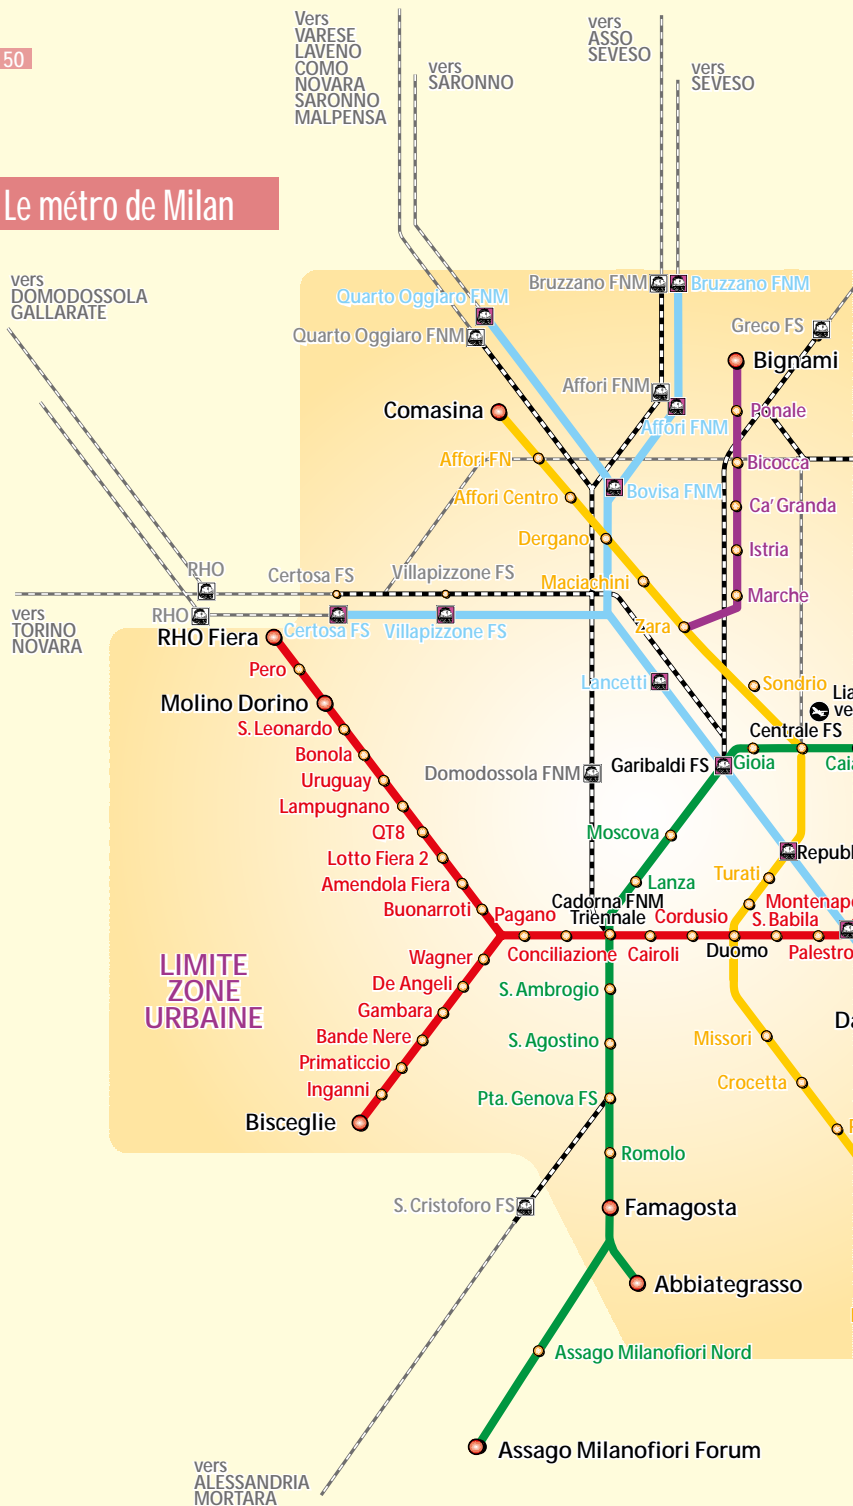 Vers
VARESE
LAVENO
COMO
NOVARA
SARONNO
MALPENSA
vers
SARONNO
vers
ASSO
SEVESO
vers
SEVESO
50
Le métro de Milan
vers
DOMODOSSOLA
GALLARATE
Quarto Oggiaro FNM
Quarto Oggiaro FNM
Bruzzano FNM
Bruzzano FNM
Greco FS
Bignami
Affori FNM
Comasina
Ponale
Affori FNM
Affori FN
Bicocca
Affori Centro
Bovisa FNM
Ca' Granda
Dergano
Istria
RHO
Certosa FS
Villapizzone FS
Maciachini
Marche
vers
TORINO
NOVARA
RHO
Certosa FS
Villapizzone FS
Zara
RHO Fiera
Pero
Lancetti
Sondrio
Molino Dorino
Lia
ve
S. Leonardo
Centrale FS
Bonola
Garibaldi FS
Gioia
Caia
Uruguay
Domodossola FNM
Lampugnano
QT8
Moscova
Lotto Fiera 2
Republ
Amendola Fiera
Lanza
Turati
Buonarroti
Pagano
Cadorna FNM
Triennale
Cordusio
Montenapo
S. Babila
Wagner
Conciliazione
Cairoli
Duomo
Palestro
LIMITE
ZONE
URBAINE
De Angeli
S. Ambrogio
Gambara
Da
Bande Nere
S. Agostino
Missori
Primaticcio
Inganni
Crocetta
Pta. Genova FS
Bisceglie
Romolo
S. Cristoforo FS
Famagosta
Abbiategrasso
Assago Milanofiori Nord
Assago Milanofiori Forum
vers
ALESSANDRIA
MORTARA